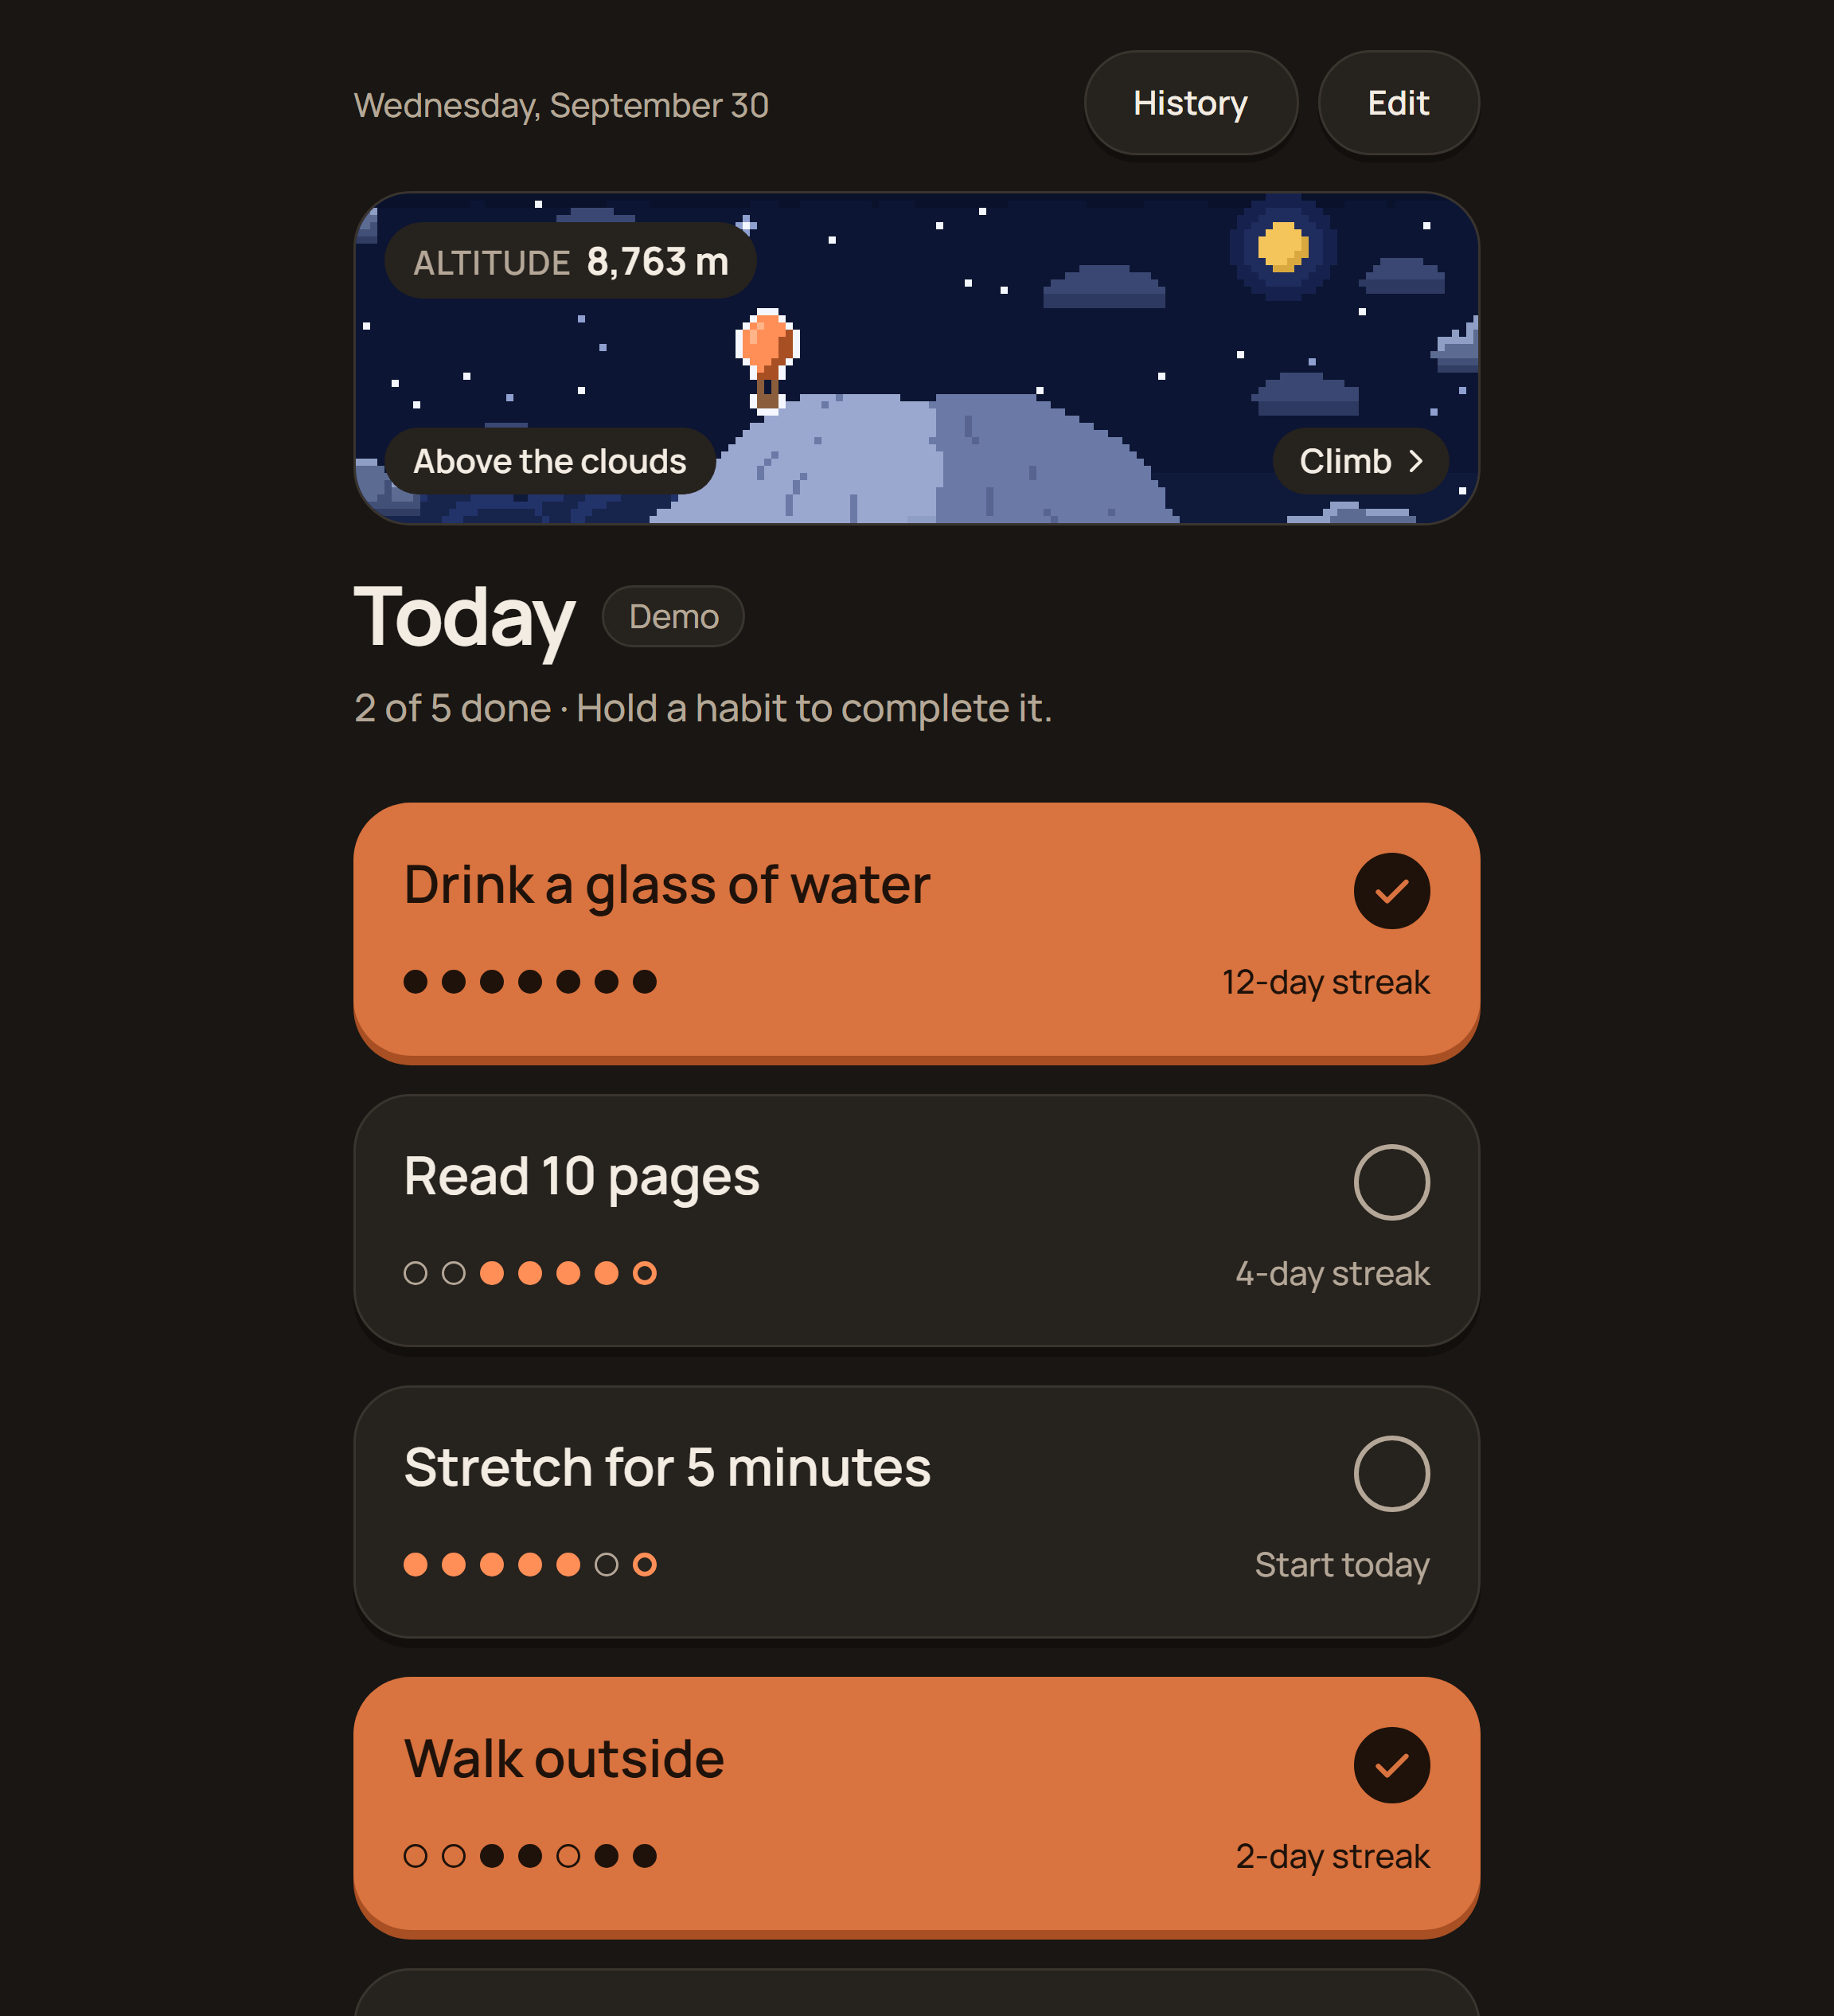 Wednesday, September 30
History
Edit
ALTITUDE 8,763 m
Above the clouds
Climb
Today
Demo
2 of 5 done · Hold a habit to complete it.
Drink a glass of water
12-day streak
Read 10 pages
4-day streak
Stretch for 5 minutes
Start today
Walk outside
2-day streak